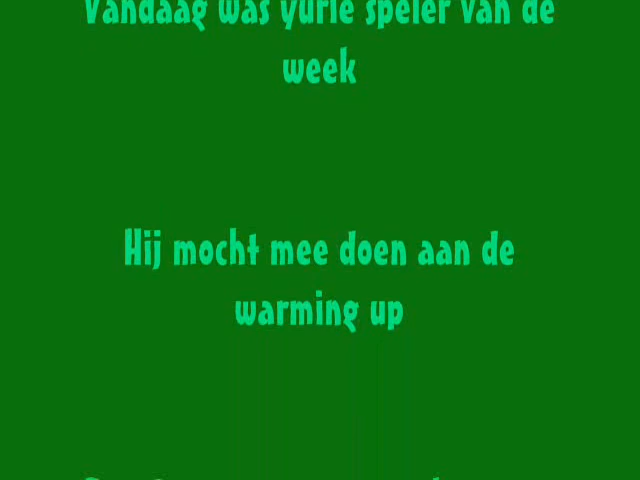 Vandaag was yurie speler van de
week
Hij mocht mee doen aan de
warming up